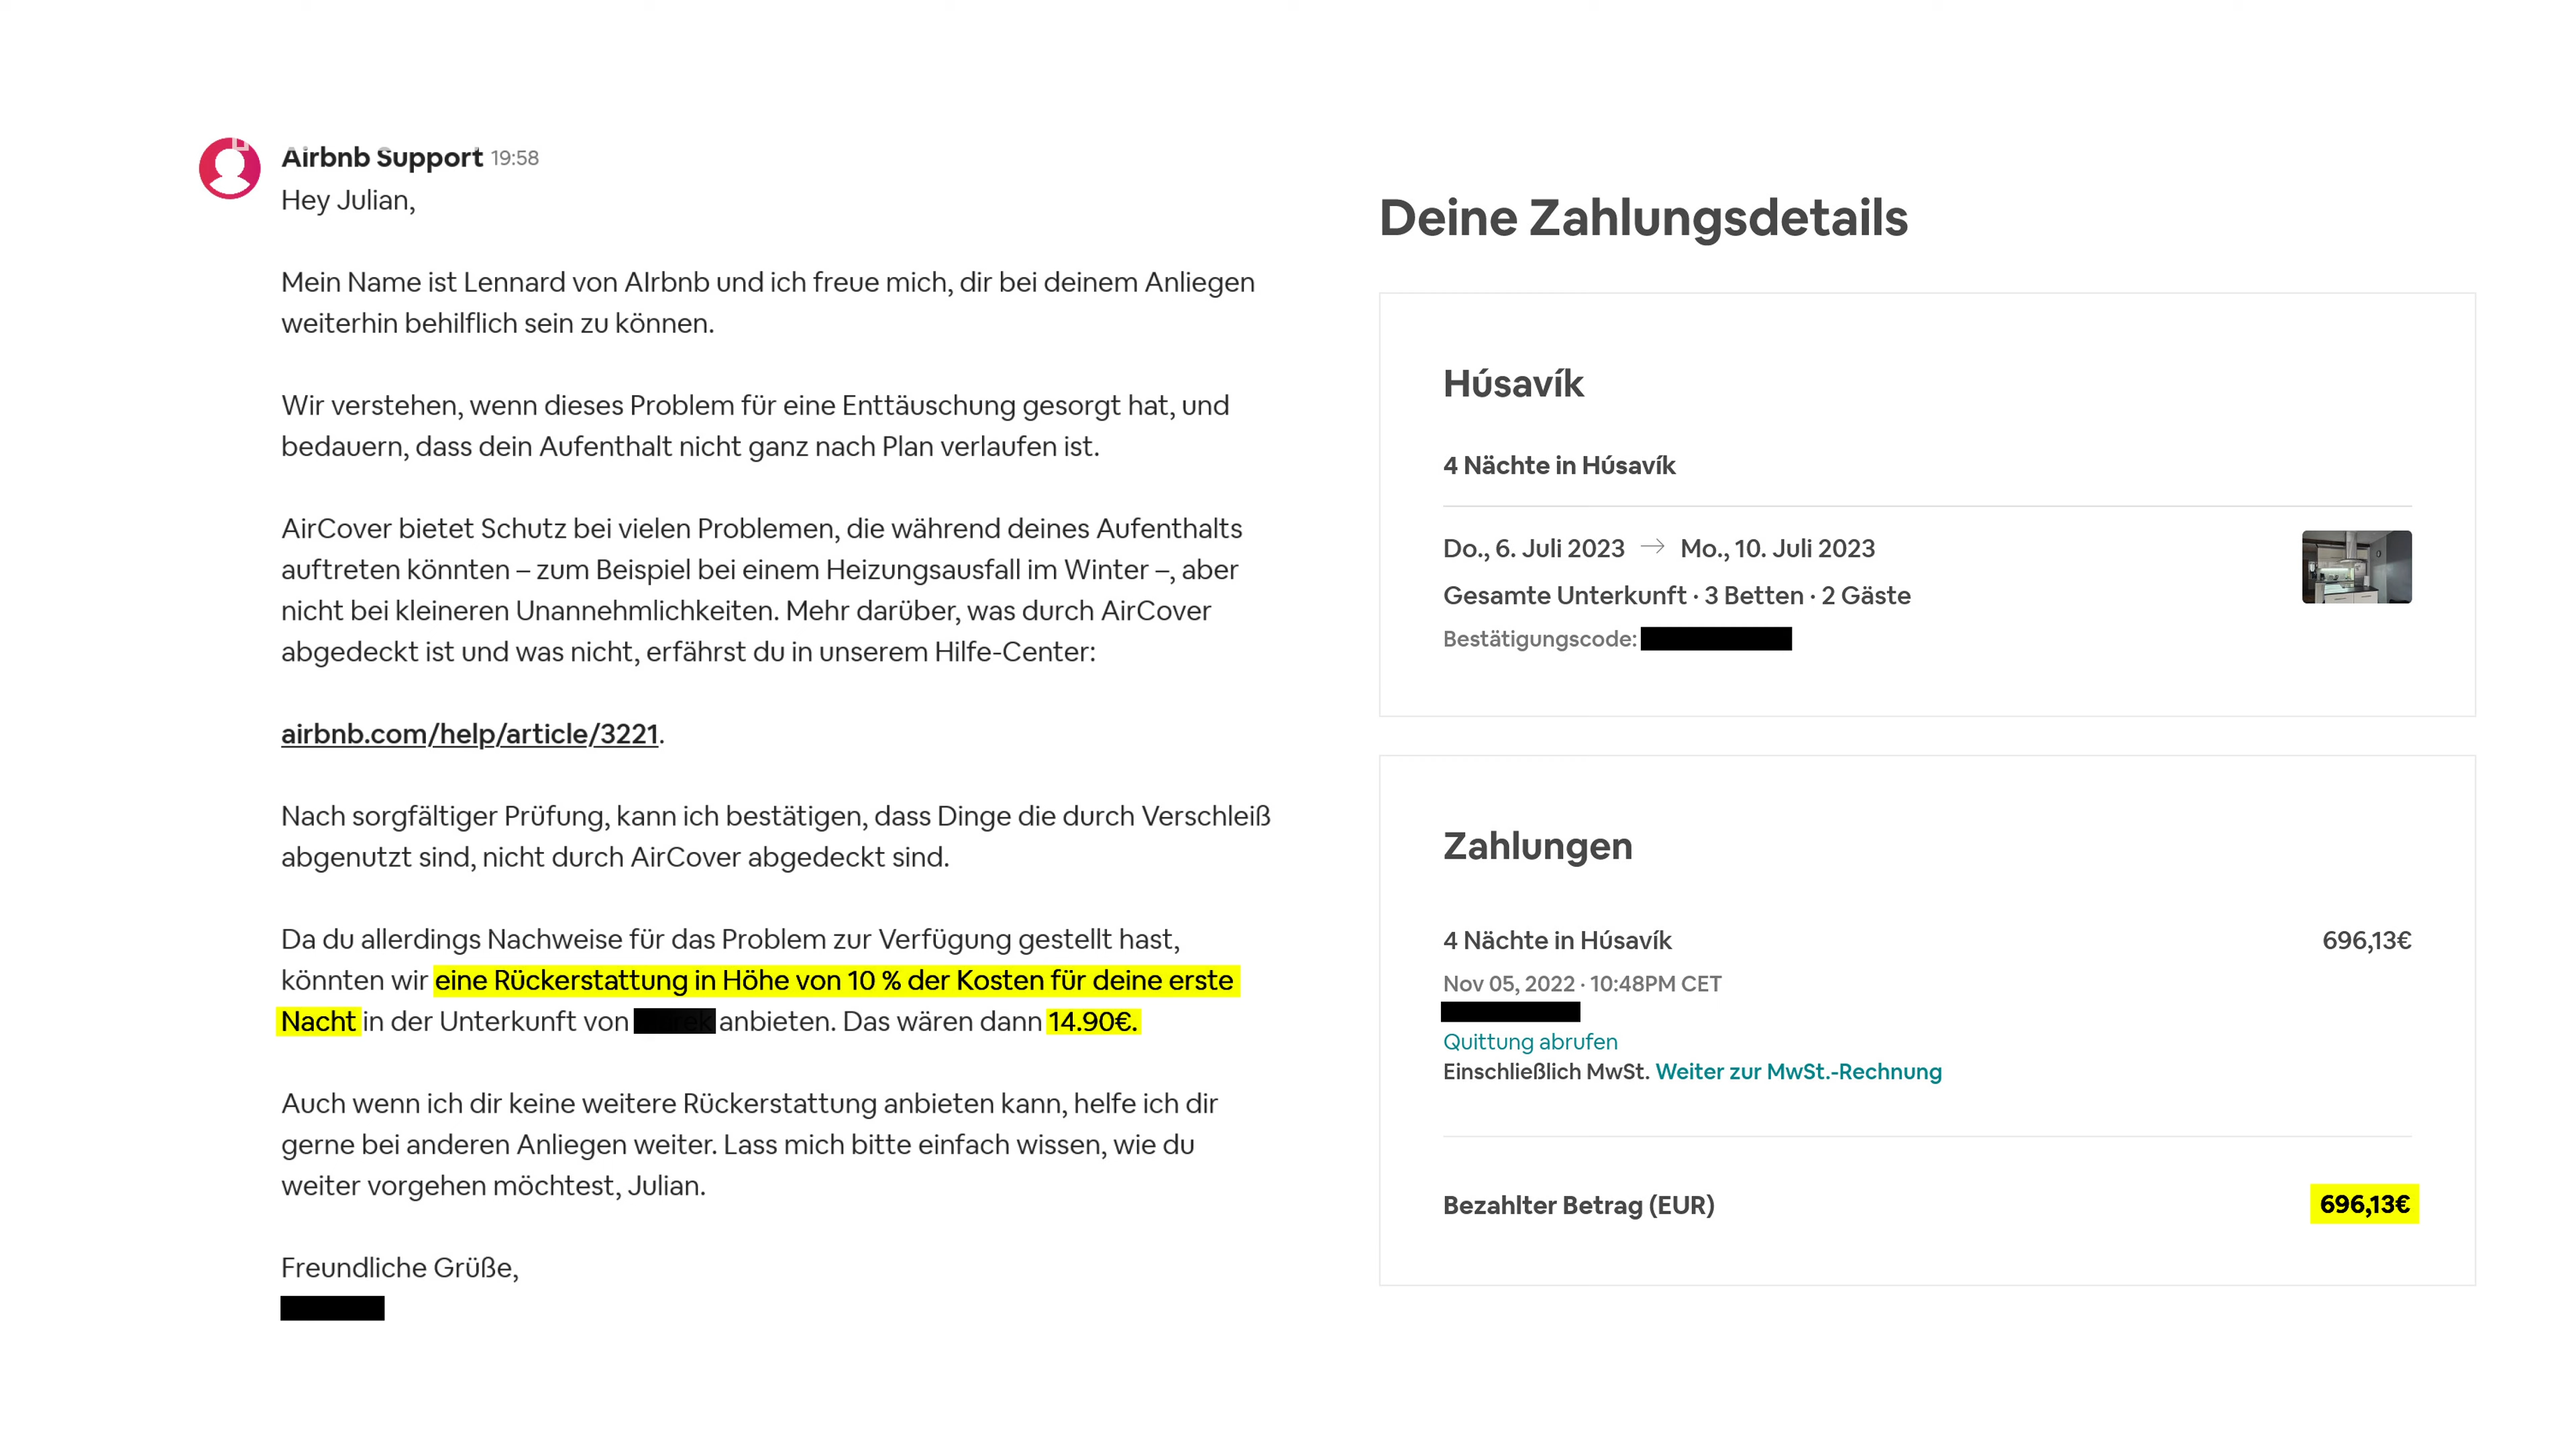 Airbnb Support 19:58
Hey Julian,
Mein Name ist Lennard von AIrbnb und ich freue mich, dir bei deinem Anliegen
weiterhin behilflich sein zu können.
Wir verstehen, wenn dieses Problem für eine Enttäuschung gesorgt hat, und
bedauern, dass dein Aufenthalt nicht ganz nach Plan verlaufen ist.
AirCover bietet Schutz bei vielen Problemen, die während deines Aufenthalts
auftreten könnten – zum Beispiel bei einem Heizungsausfall im Winter –, aber
nicht bei kleineren Unannehmlichkeiten. Mehr darüber, was durch AirCover
abgedeckt ist und was nicht, erfährst du in unserem Hilfe-Center:
airbnb.com/help/article/3221.
Nach sorgfältiger Prüfung, kann ich bestätigen, dass Dinge die durch Verschleiß
abgenutzt sind, nicht durch AirCover abgedeckt sind.
Da du allerdings Nachweise für das Problem zur Verfügung gestellt hast,
könnten wir eine Rückerstattung in Höhe von 10 % der Kosten für deine erste
Nacht in der Unterkunft von anbieten. Das wären dann 14.90€.
Auch wenn ich dir keine weitere Rückerstattung anbieten kann, helfe ich dir
gerne bei anderen Anliegen weiter. Lass mich bitte einfach wissen, wie du
weiter vorgehen möchtest, Julian.
Freundliche Grüße,
Deine Zahlungsdetails
Húsavík
4 Nächte in Húsavík
Do., 6. Juli 2023 → Mo., 10. Juli 2023
Gesamte Unterkunft · 3 Betten · 2 Gäste
Bestätigungscode:
Zahlungen
4 Nächte in Húsavík 696,13€
Nov 05, 2022 · 10:48PM CET
Quittung abrufen
Einschließlich MwSt. Weiter zur MwSt.-Rechnung
Bezahlter Betrag (EUR) 696,13€